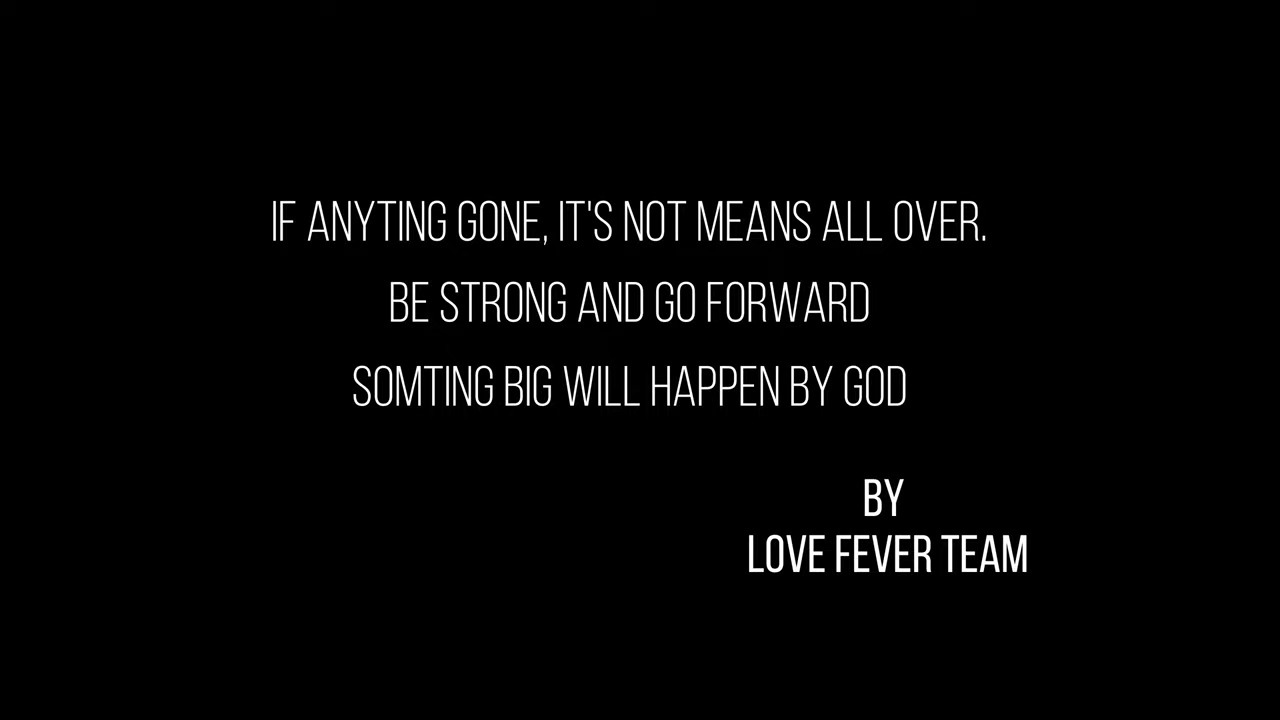 IF ANYTING GONE, IT'S NOT MEANS ALL OVER.
BE STRONG AND GO FORWARD
SOMTING BIG WILL HAPPEN BY GOD
BY
LOVE FEVER TEAM